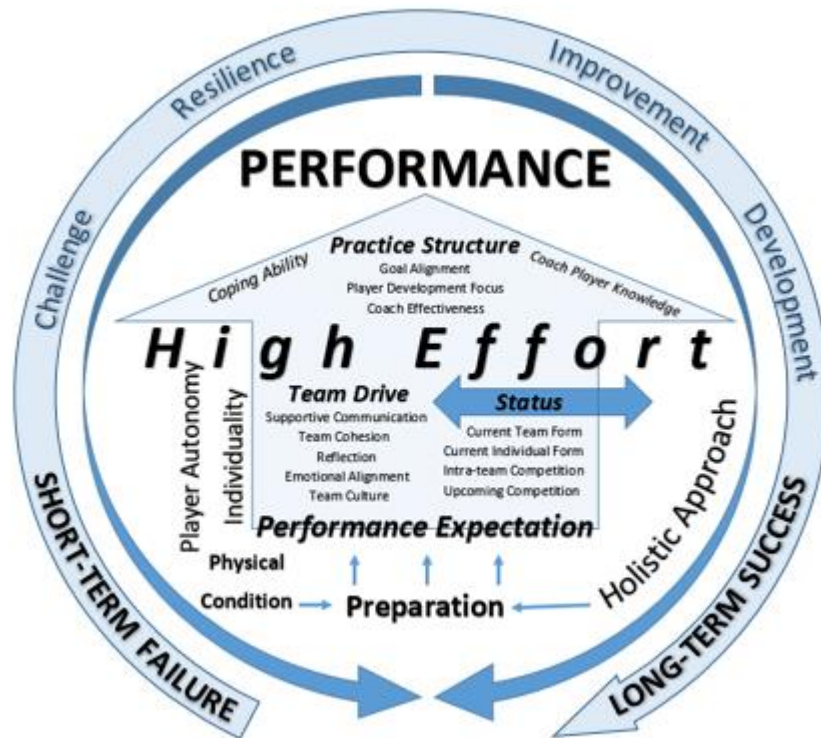 Resilience
Improvement
Challenge
Development
PERFORMANCE
Practice Structure
Goal Alignment
Player Development Focus
Coach Effectiveness
Coping Ability
Coach Player Knowledge
High Effort
Player Autonomy
Individuality
Team Drive
Supportive Communication
Team Cohesion
Reflection
Emotional Alignment
Team Culture
Status
Current Team Form
Current Individual Form
Intra-team Competition
Upcoming Competition
Performance Expectation
Physical
Condition
Preparation
Holistic Approach
SHORT-TERM FAILURE
LONG-TERM SUCCESS